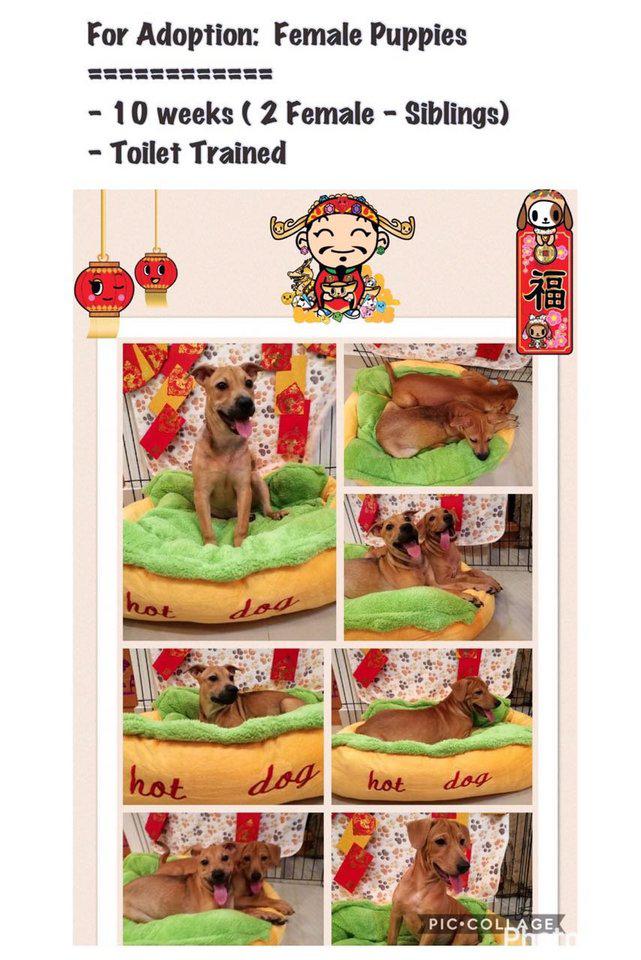 For Adoption: Female Puppies
============
- 10 weeks ( 2 Female - Siblings)
- Toilet Trained
福
hot dog
hot dog
hot dog
PIC•COLLAGE